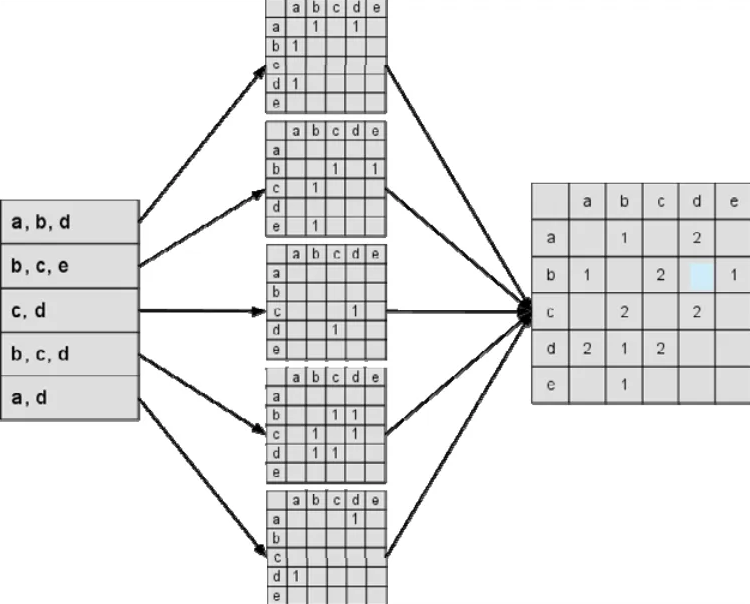 a, b, d
b, c, e
c, d
b, c, d
a, d
a b c d e
a 1 1
b 1
c
d 1
e
a b c d e
a
b 1 1
c 1
d
e 1
a b c d e
a
b
c 1
d 1
e
a b c d e
a
b 1 1
c 1 1
d 1 1
e
a b c d e
a 1
b
c
d 1
e
a b c d e
a 1 2
b 1 2 1
c 2 2
d 2 1 2
e 1